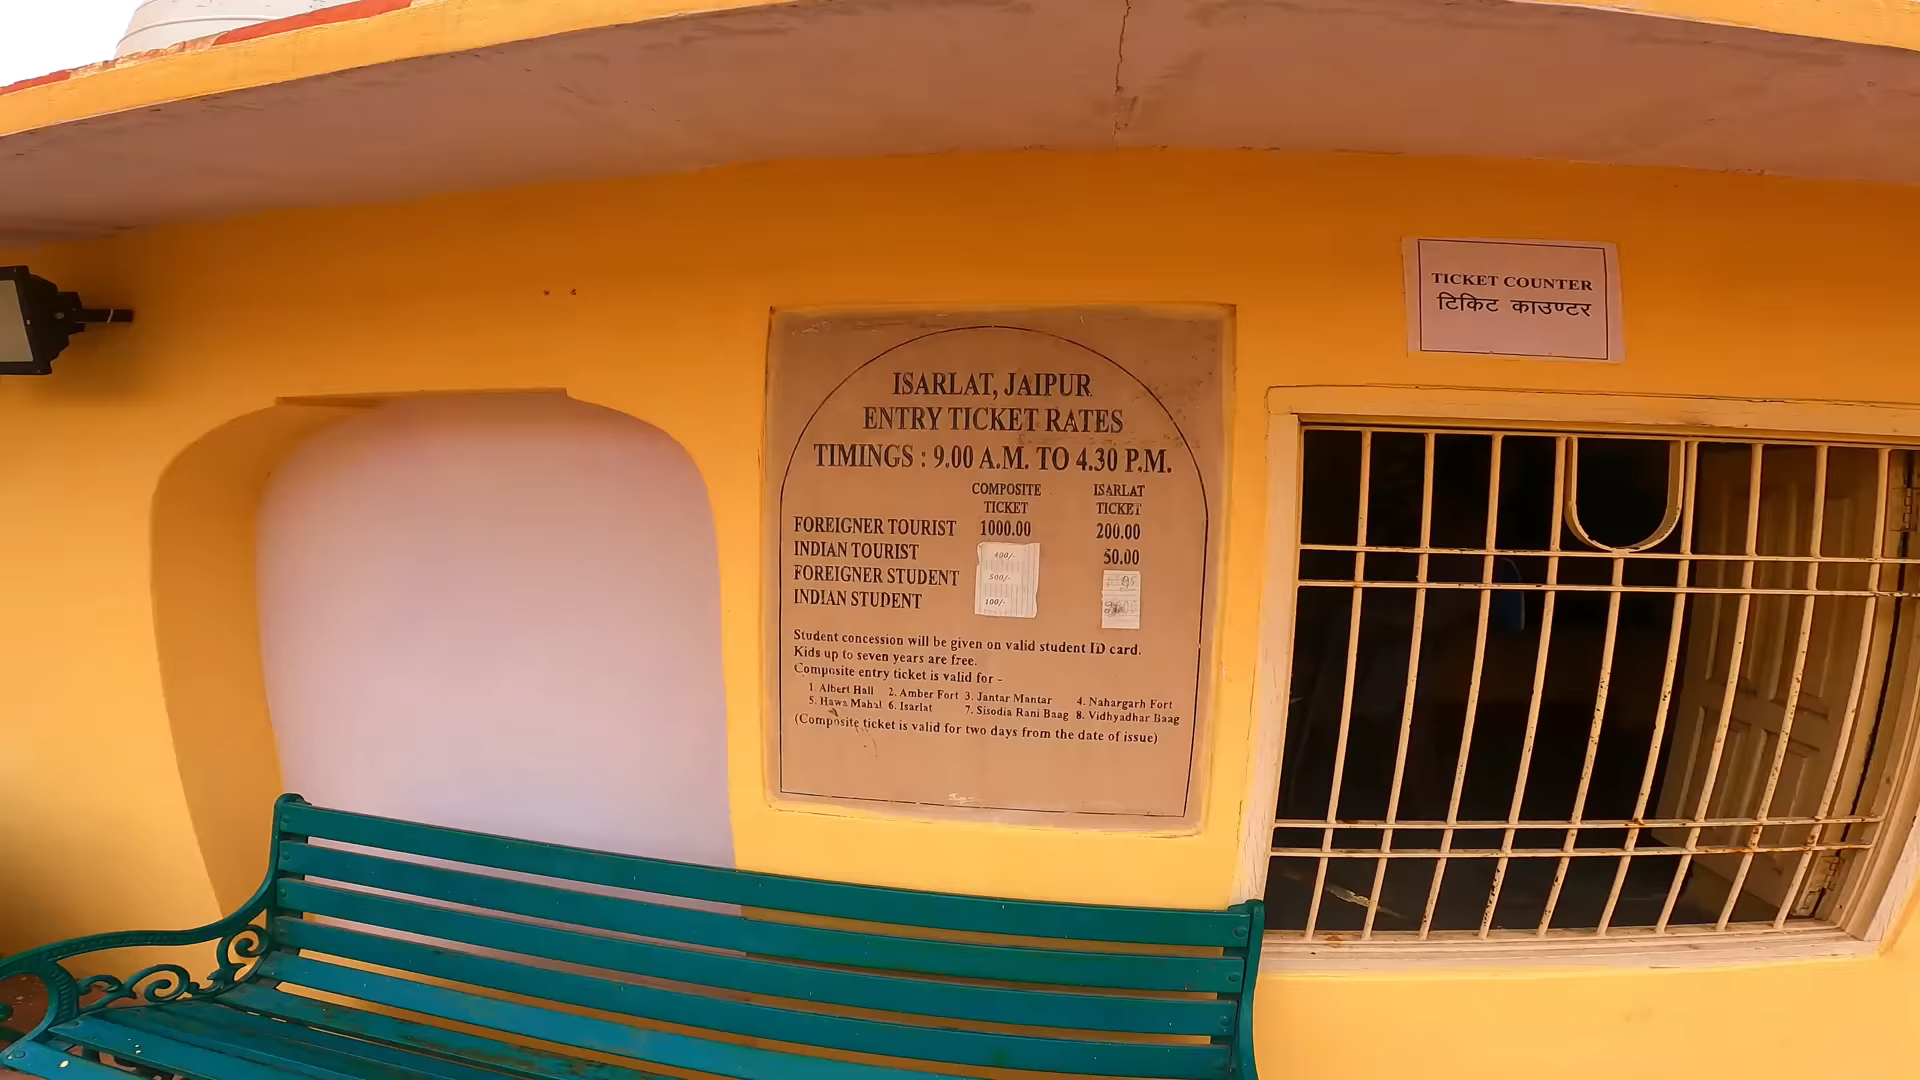 TICKET COUNTER
टिकिट काउण्टर
ISARLAT, JAIPUR
ENTRY TICKET RATES
TIMINGS : 9.00 A.M. TO 4.30 P.M.
COMPOSITE TICKET ISARLAT TICKET
FOREIGNER TOURIST 1000.00 200.00
INDIAN TOURIST 400/- 50.00
FOREIGNER STUDENT 500/-
INDIAN STUDENT 100/-
Student concession will be given on valid student ID card.
Kids up to seven years are free.
Composite entry ticket is valid for -
1. Albert Hall 2. Amber Fort 3. Jantar Mantar 4. Nahargarh Fort
5. Hawa Mahal 6. Isarlat 7. Sisodia Rani Baag 8. Vidhyadhar Baag
(Composite ticket is valid for two days from the date of issue)